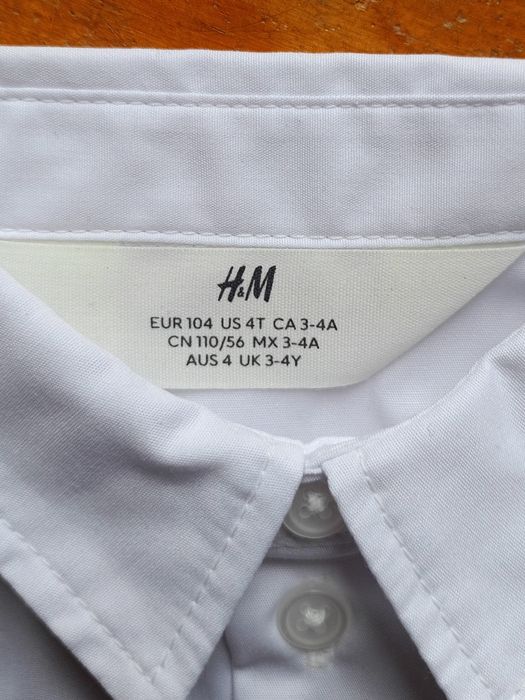 H&M
EUR 104 US 4T CA 3-4A
CN 110/56 MX 3-4A
AUS 4 UK 3-4Y